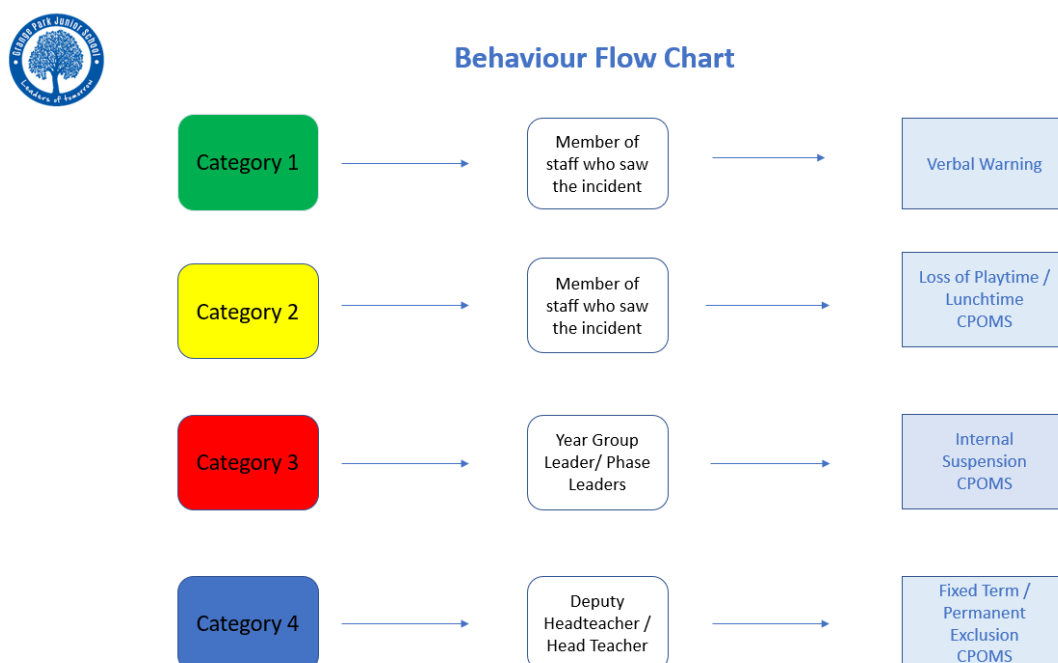 Grange Park Junior School
Leaders of tomorrow
Behaviour Flow Chart
Category 1
Member of
staff who saw
the incident
Verbal Warning
Category 2
Member of
staff who saw
the incident
Loss of Playtime /
Lunchtime
CPOMS
Category 3
Year Group
Leader/ Phase
Leaders
Internal
Suspension
CPOMS
Category 4
Deputy
Headteacher /
Head Teacher
Fixed Term /
Permanent
Exclusion
CPOMS